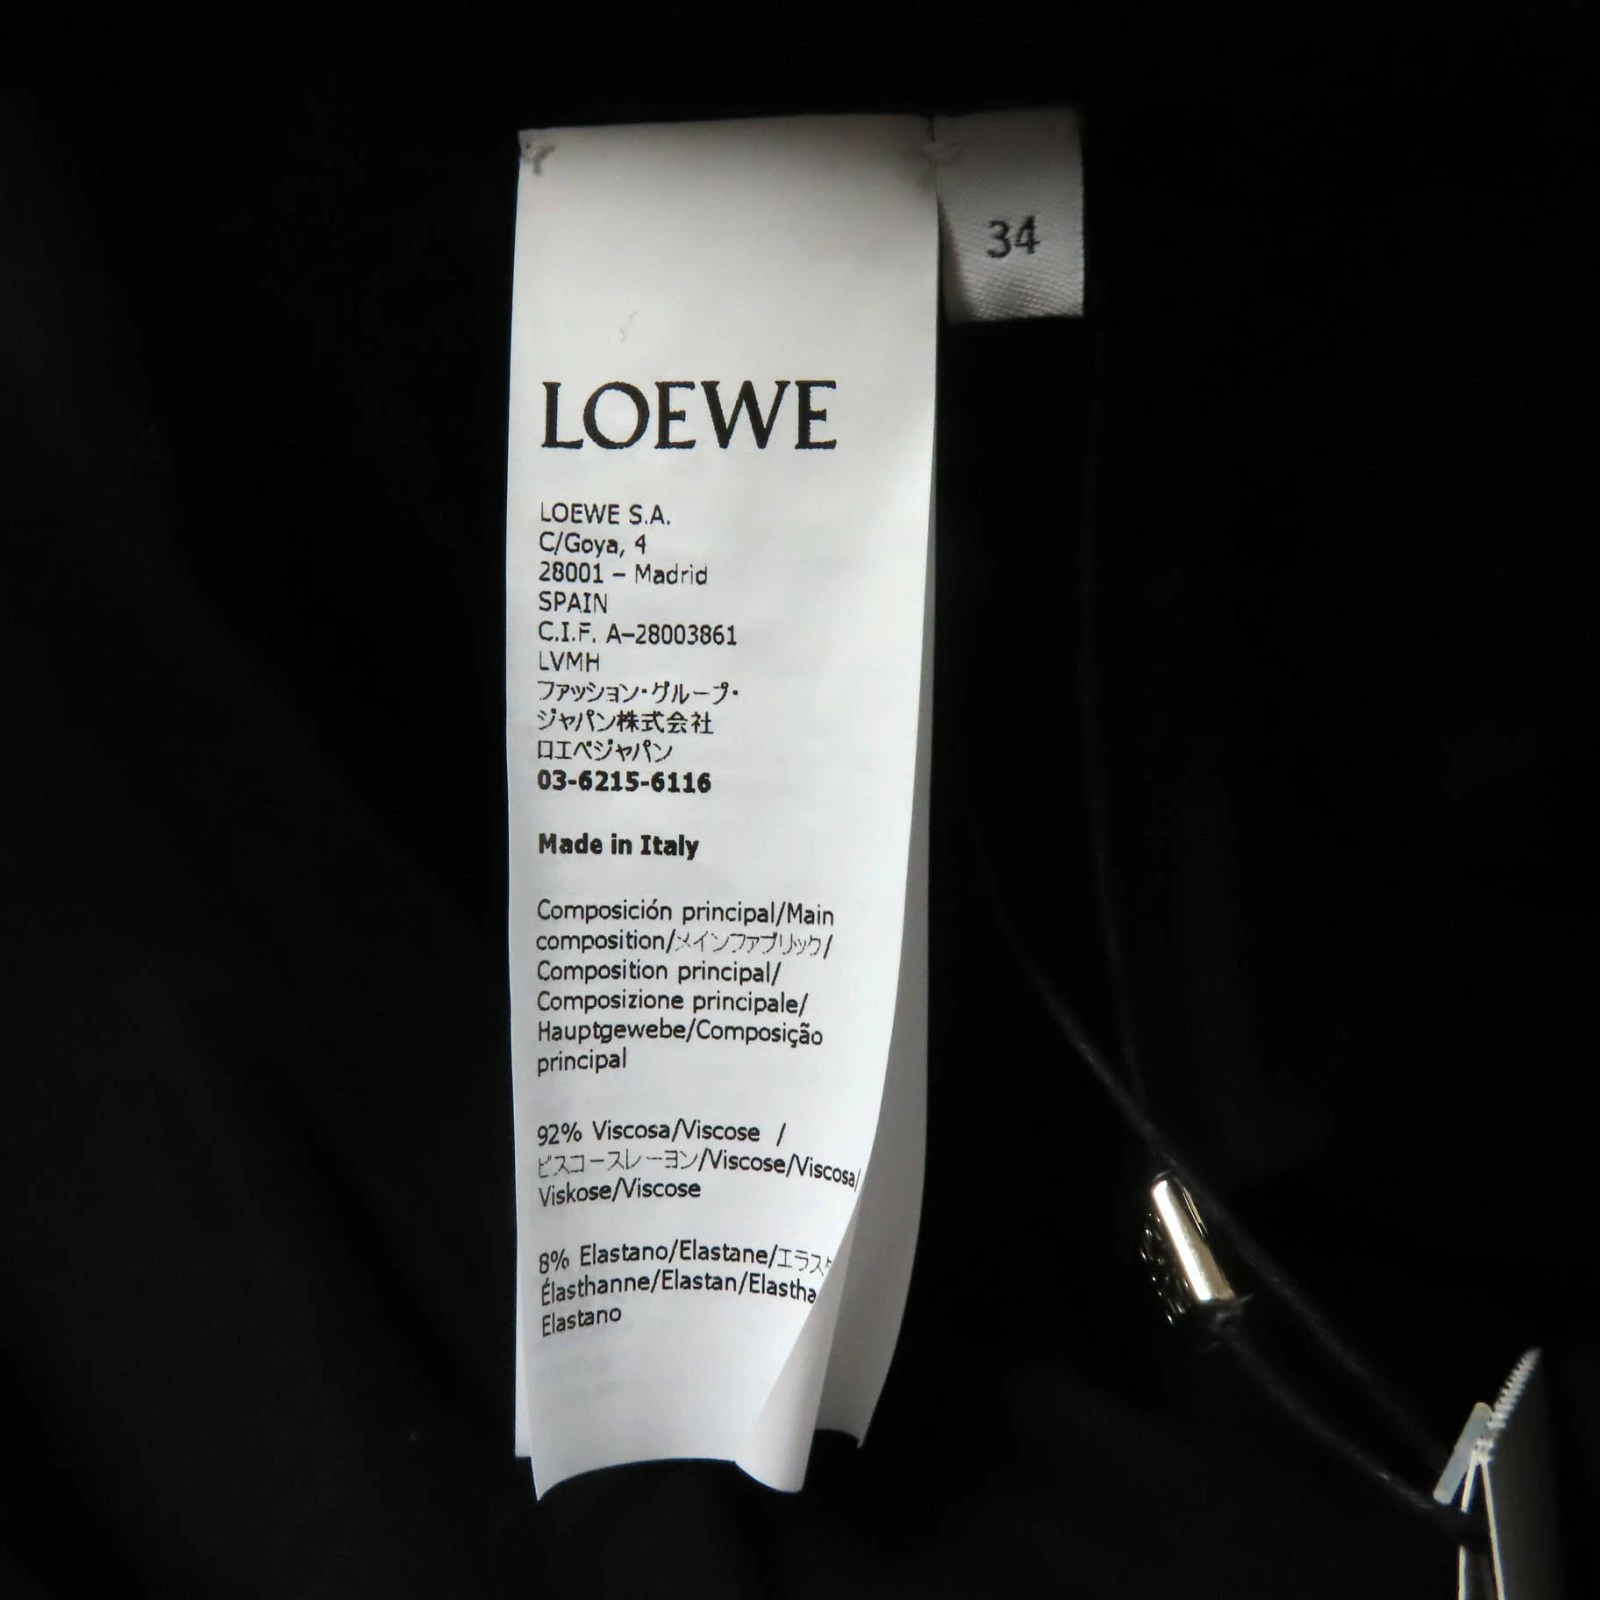 34
LOEWE
LOEWE S.A.
C/Goya, 4
28001 – Madrid
SPAIN
C.I.F. A–28003861
LVMH
ファッション・グループ・
ジャパン株式会社
ロエベジャパン
03-6215-6116
Made in Italy
Composición principal/Main
composition/メインファブリック/
Composition principal/
Composizione principale/
Hauptgewebe/Composição
principal
92% Viscosa/Viscose /
ビスコースレーヨン/Viscose/Viscosa/
Viskose/Viscose
8% Elastano/Elastane/
Élasthanne/Elastan/
Elastano